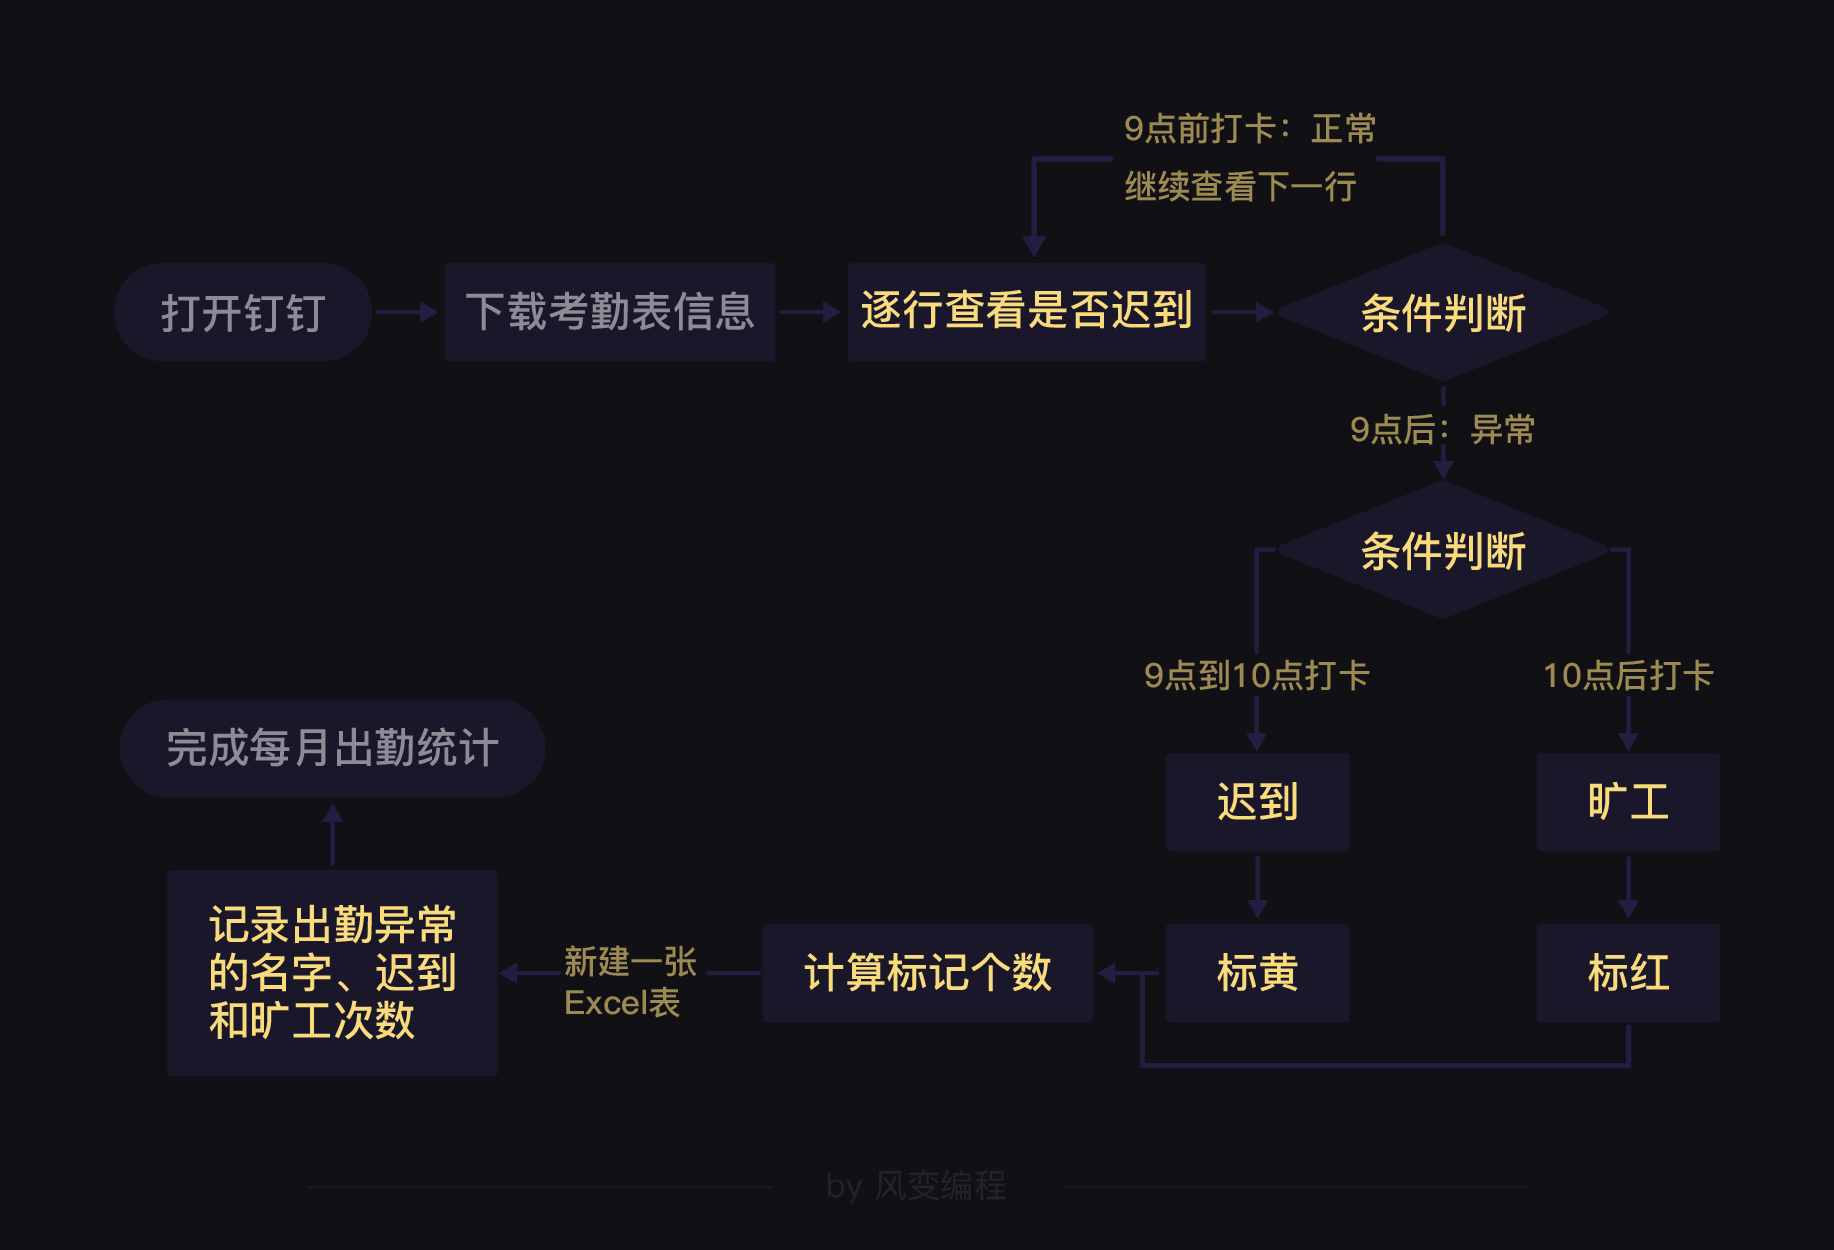 9点前打卡：正常
继续查看下一行
打开钉钉
下载考勤表信息
逐行查看是否迟到
条件判断
9点后：异常
条件判断
9点到10点打卡
10点后打卡
迟到
旷工
标黄
标红
计算标记个数
新建一张
Excel表
记录出勤异常
的名字、迟到
和旷工次数
完成每月出勤统计
by 风变编程